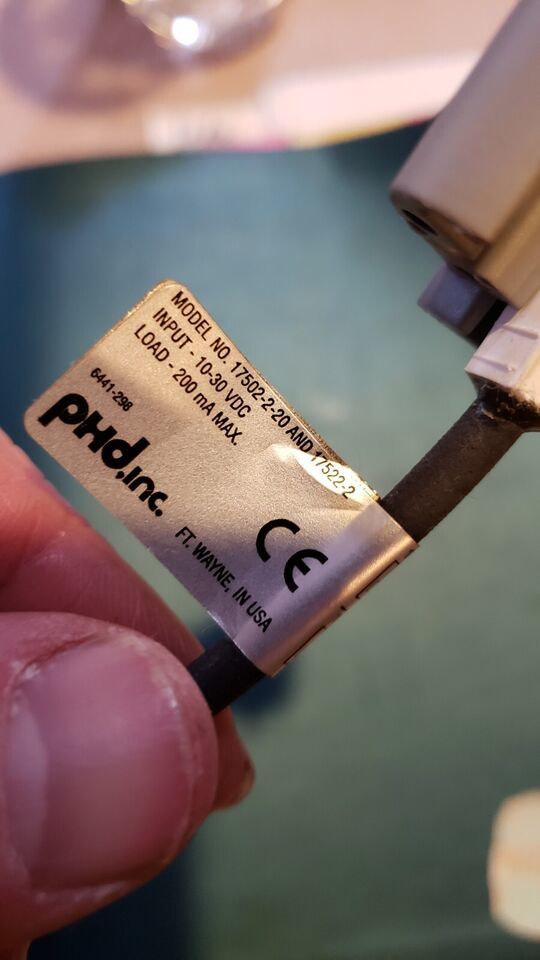 MODEL NO. 17502-2-20 AND 17522-2
INPUT - 10-30 VDC
LOAD - 200 mA MAX.
6441-298
PHD,inc.
CE
FT. WAYNE, IN USA